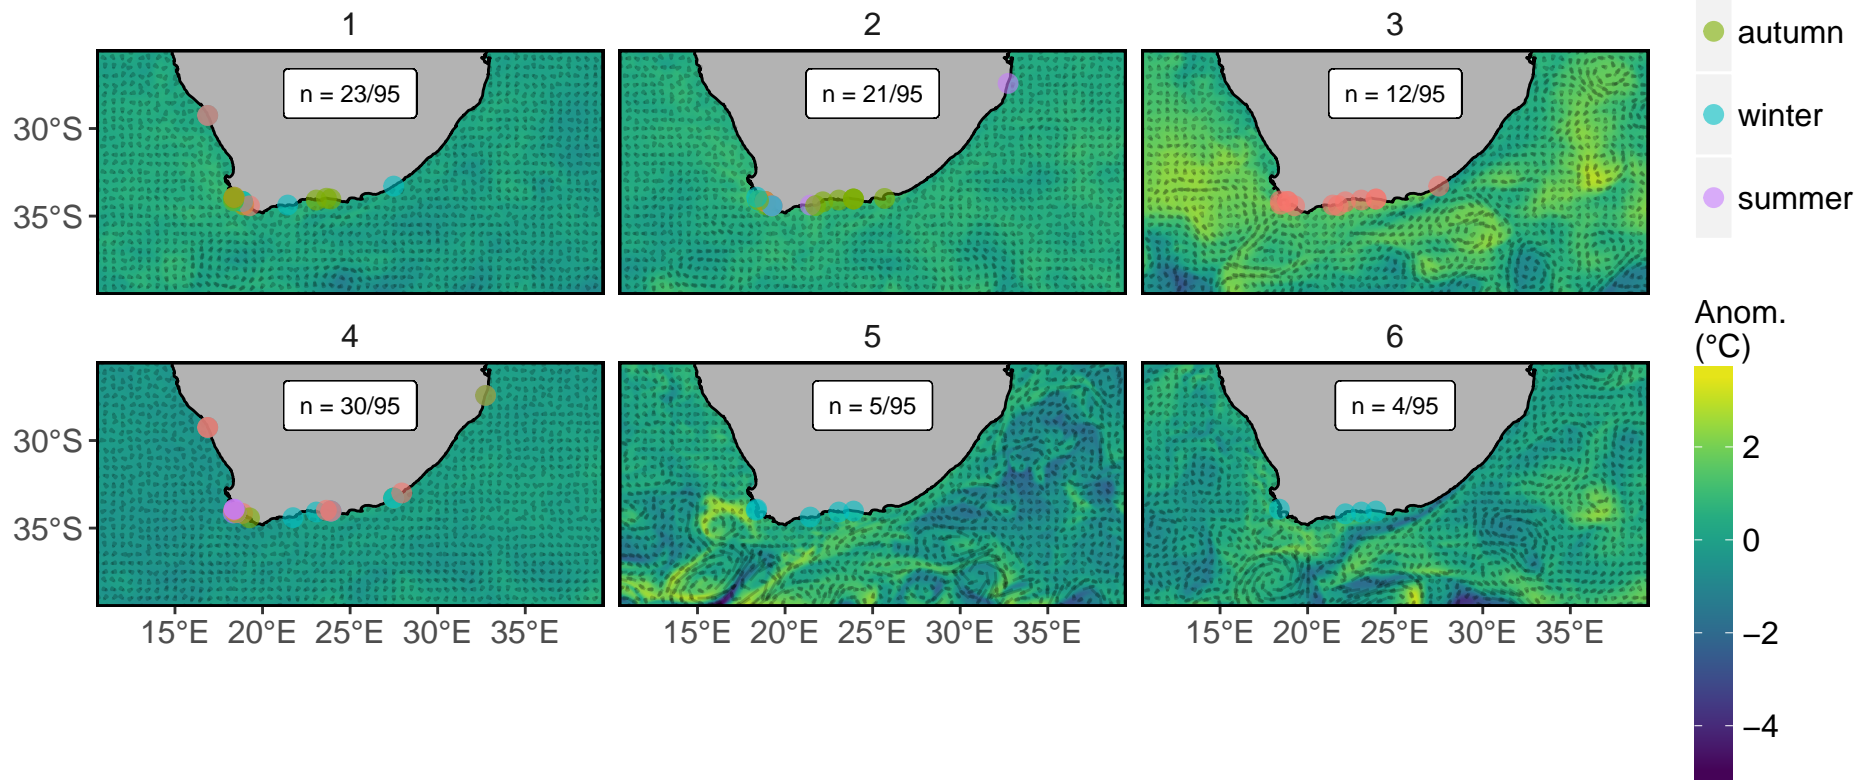 1 2 3
n = 23/95 n = 21/95 n = 12/95
30°S
35°S
4 5 6
n = 30/95 n = 5/95 n = 4/95
30°S
35°S
15°E 20°E 25°E 30°E 35°E 15°E 20°E 25°E 30°E 35°E 15°E 20°E 25°E 30°E 35°E
autumn
winter
summer
Anom.
(°C)
2
0
−2
−4